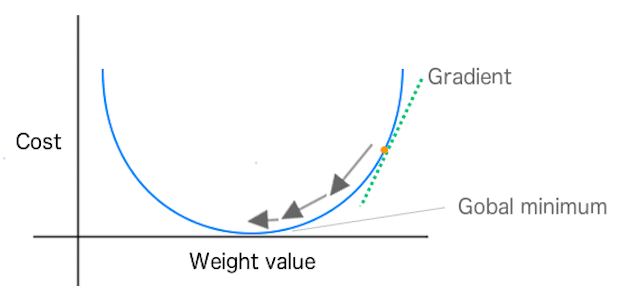 Gradient
Cost
Gobal minimum
Weight value